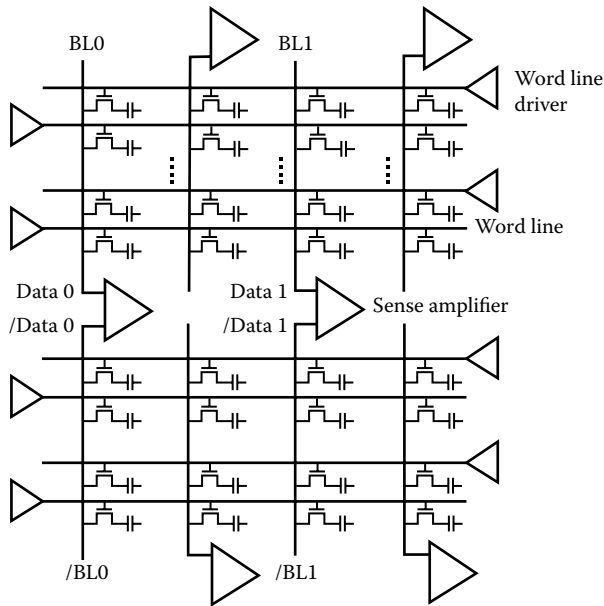 BL0
BL1
Word line
driver
Word line
Data 0
/Data 0
Data 1
/Data 1
Sense amplifier
/BL0
/BL1